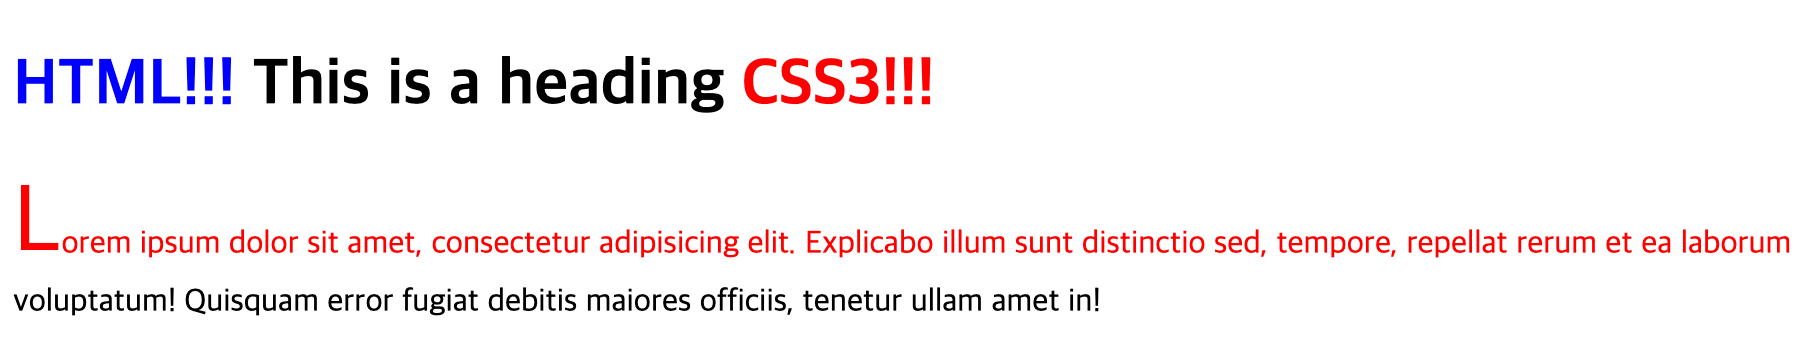 HTML!!! This is a heading CSS3!!!
Lorem ipsum dolor sit amet, consectetur adipisicing elit. Explicabo illum sunt distinctio sed, tempore, repellat rerum et ea laborum
voluptatum! Quisquam error fugiat debitis maiores officiis, tenetur ullam amet in!